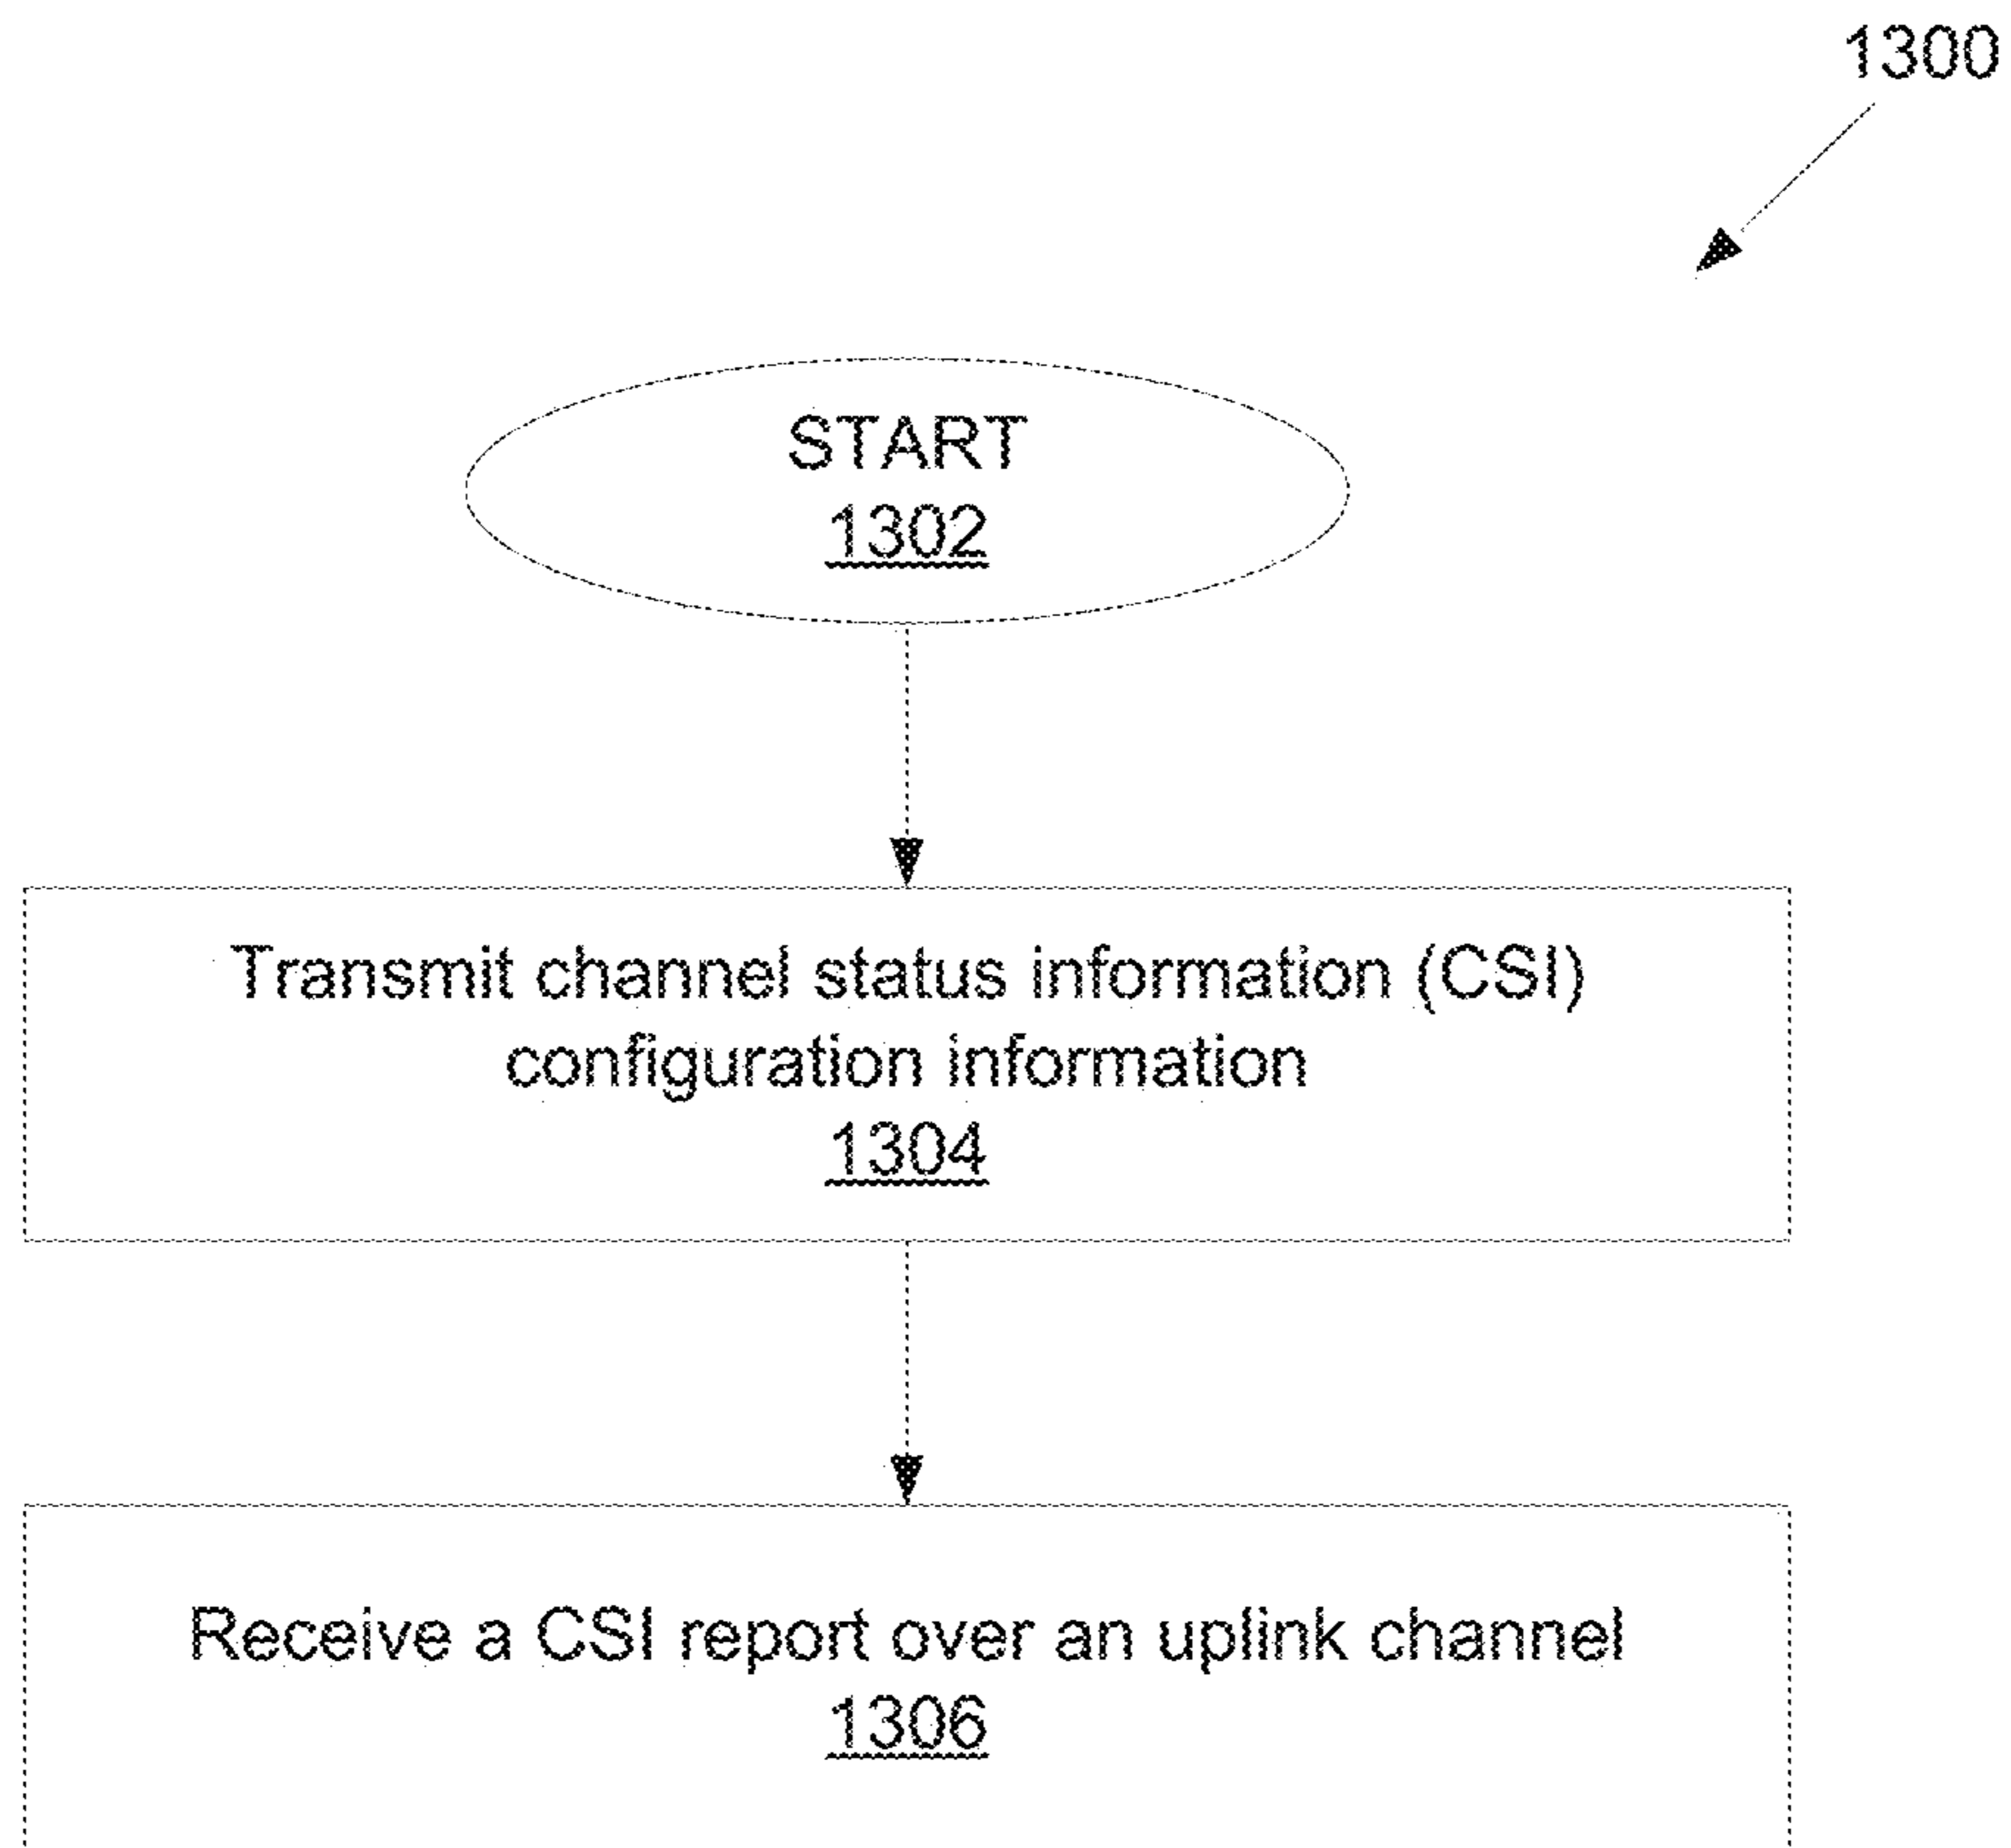 1300
START
1302
Transmit channel status information (CSI)
configuration information
1304
Receive a CSI report over an uplink channel
1306